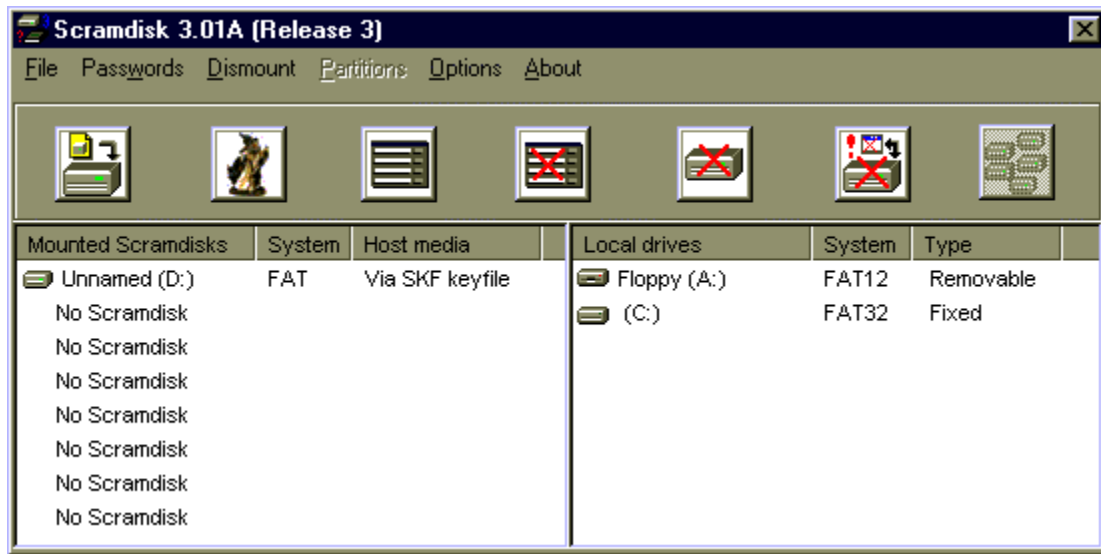 Scramdisk 3.01A (Release 3)
File Passwords Dismount Partitions Options About
Mounted Scramdisks System Host media
Unnamed (D:) FAT Via SKF keyfile
No Scramdisk
No Scramdisk
No Scramdisk
No Scramdisk
No Scramdisk
No Scramdisk
No Scramdisk
Local drives System Type
Floppy (A:) FAT12 Removable
(C:) FAT32 Fixed